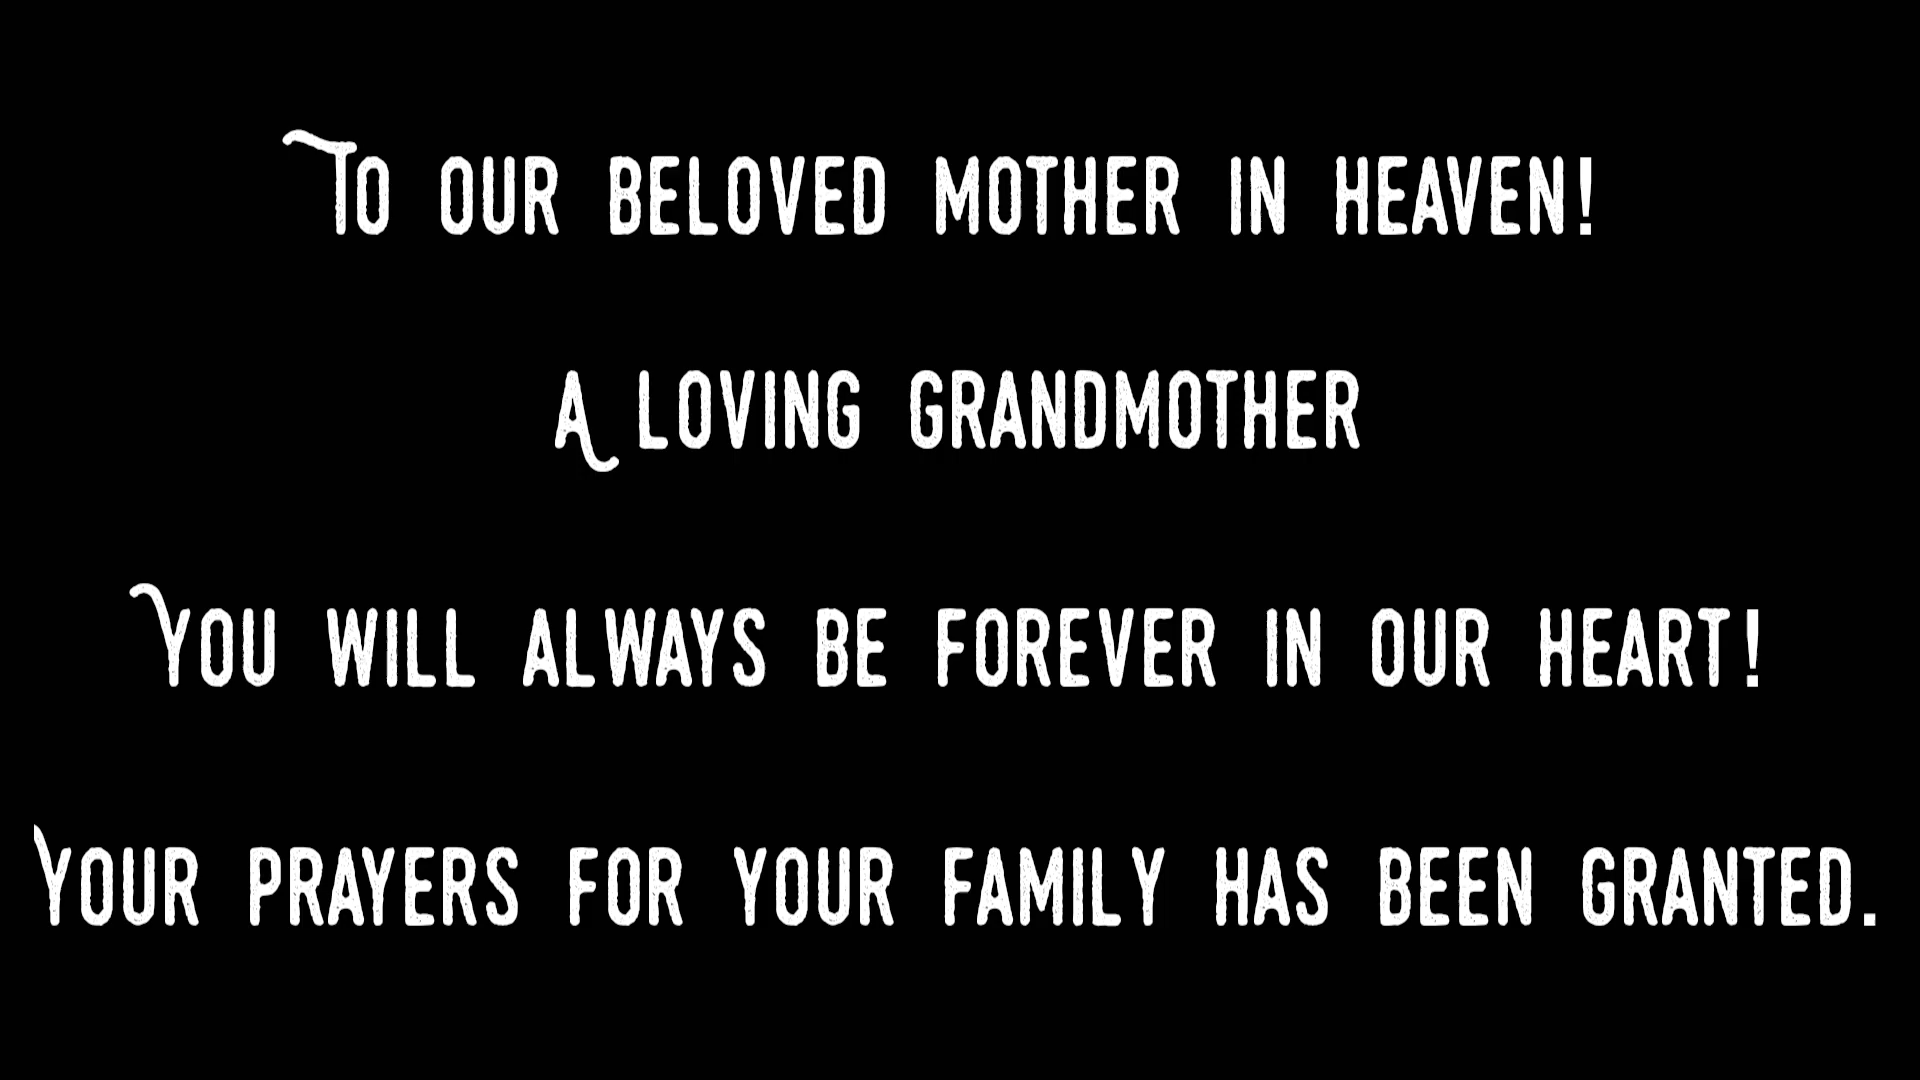 To our beloved mother in heaven!
A loving grandmother
You will always be forever in our heart!
Your prayers for your family has been granted.